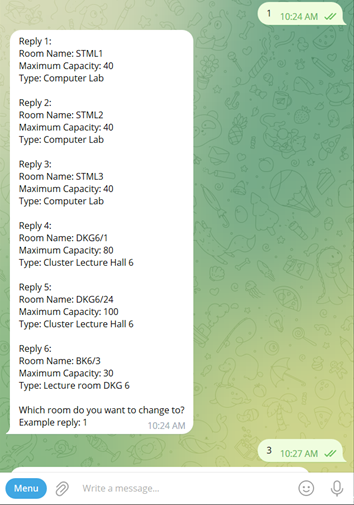 1 10:24 AM
Reply 1:
Room Name: STML1
Maximum Capacity: 40
Type: Computer Lab
Reply 2:
Room Name: STML2
Maximum Capacity: 40
Type: Computer Lab
Reply 3:
Room Name: STML3
Maximum Capacity: 40
Type: Computer Lab
Reply 4:
Room Name: DKG6/1
Maximum Capacity: 80
Type: Cluster Lecture Hall 6
Reply 5:
Room Name: DKG6/24
Maximum Capacity: 100
Type: Cluster Lecture Hall 6
Reply 6:
Room Name: BK6/3
Maximum Capacity: 30
Type: Lecture room DKG 6
Which room do you want to change to?
Example reply: 1
10:24 AM
3 10:27 AM
Menu Write a message...